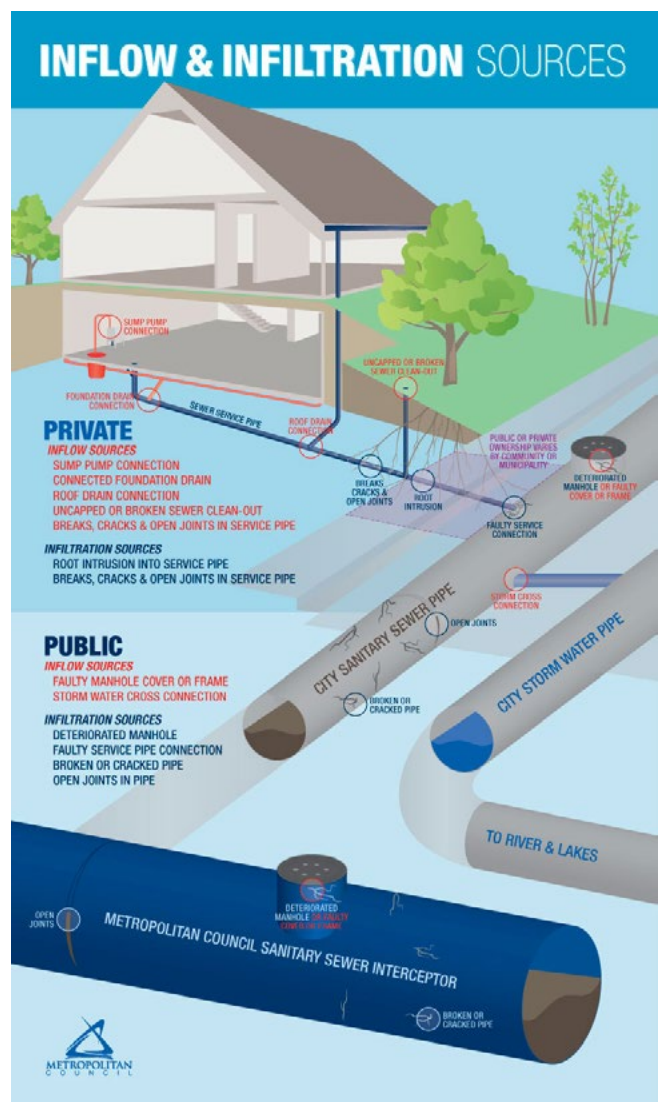 INFLOW & INFILTRATION SOURCES
SUMP PUMP
CONNECTION
UNCAPPED OR BROKEN
SEWER CLEAN-OUT
FOUNDATION DRAIN
CONNECTION
SEWER SERVICE PIPE
ROOF DRAIN
CONNECTION
PUBLIC OR PRIVATE
OWNERSHIP VARIES
BY COMMUNITY OR
MUNICIPALITY
BREAKS
CRACKS &
OPEN JOINTS
ROOT
INTRUSION
FAULTY SERVICE
CONNECTION
DETERIORATED
MANHOLE OR FAULTY
COVER OR FRAME
PRIVATE
INFLOW SOURCES
SUMP PUMP CONNECTION
CONNECTED FOUNDATION DRAIN
ROOF DRAIN CONNECTION
UNCAPPED OR BROKEN SEWER CLEAN-OUT
BREAKS, CRACKS & OPEN JOINTS IN SERVICE PIPE
INFILTRATION SOURCES
ROOT INTRUSION INTO SERVICE PIPE
BREAKS, CRACKS & OPEN JOINTS IN SERVICE PIPE
STORM CROSS
CONNECTION
CITY SANITARY SEWER PIPE
OPEN JOINTS
BROKEN OR
CRACKED PIPE
CITY STORM WATER PIPE
PUBLIC
INFLOW SOURCES
FAULTY MANHOLE COVER OR FRAME
STORM WATER CROSS CONNECTION
INFILTRATION SOURCES
DETERIORATED MANHOLE
FAULTY SERVICE PIPE CONNECTION
BROKEN OR CRACKED PIPE
OPEN JOINTS IN PIPE
TO RIVER & LAKES
DETERIORATED
MANHOLE OR FAULTY
COVER OR FRAME
OPEN
JOINTS
METROPOLITAN COUNCIL SANITARY SEWER INTERCEPTOR
BROKEN OR
CRACKED PIPE
METROPOLITAN
COUNCIL